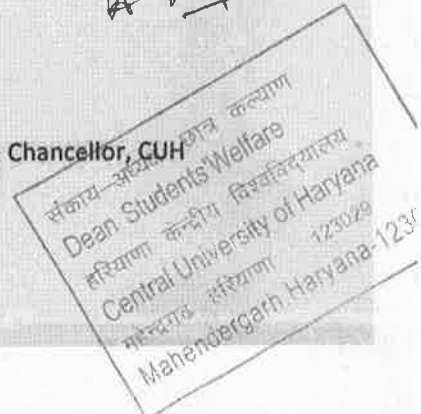 Chancellor, CUH
संकाय-अध्यक्ष छात्र कल्याण
Dean Students Welfare
हरियाणा केन्द्रीय विश्वविद्यालय
Central University of Haryana
महेन्द्रगढ़ हरियाणा 123029
Mahendergarh Haryana-123